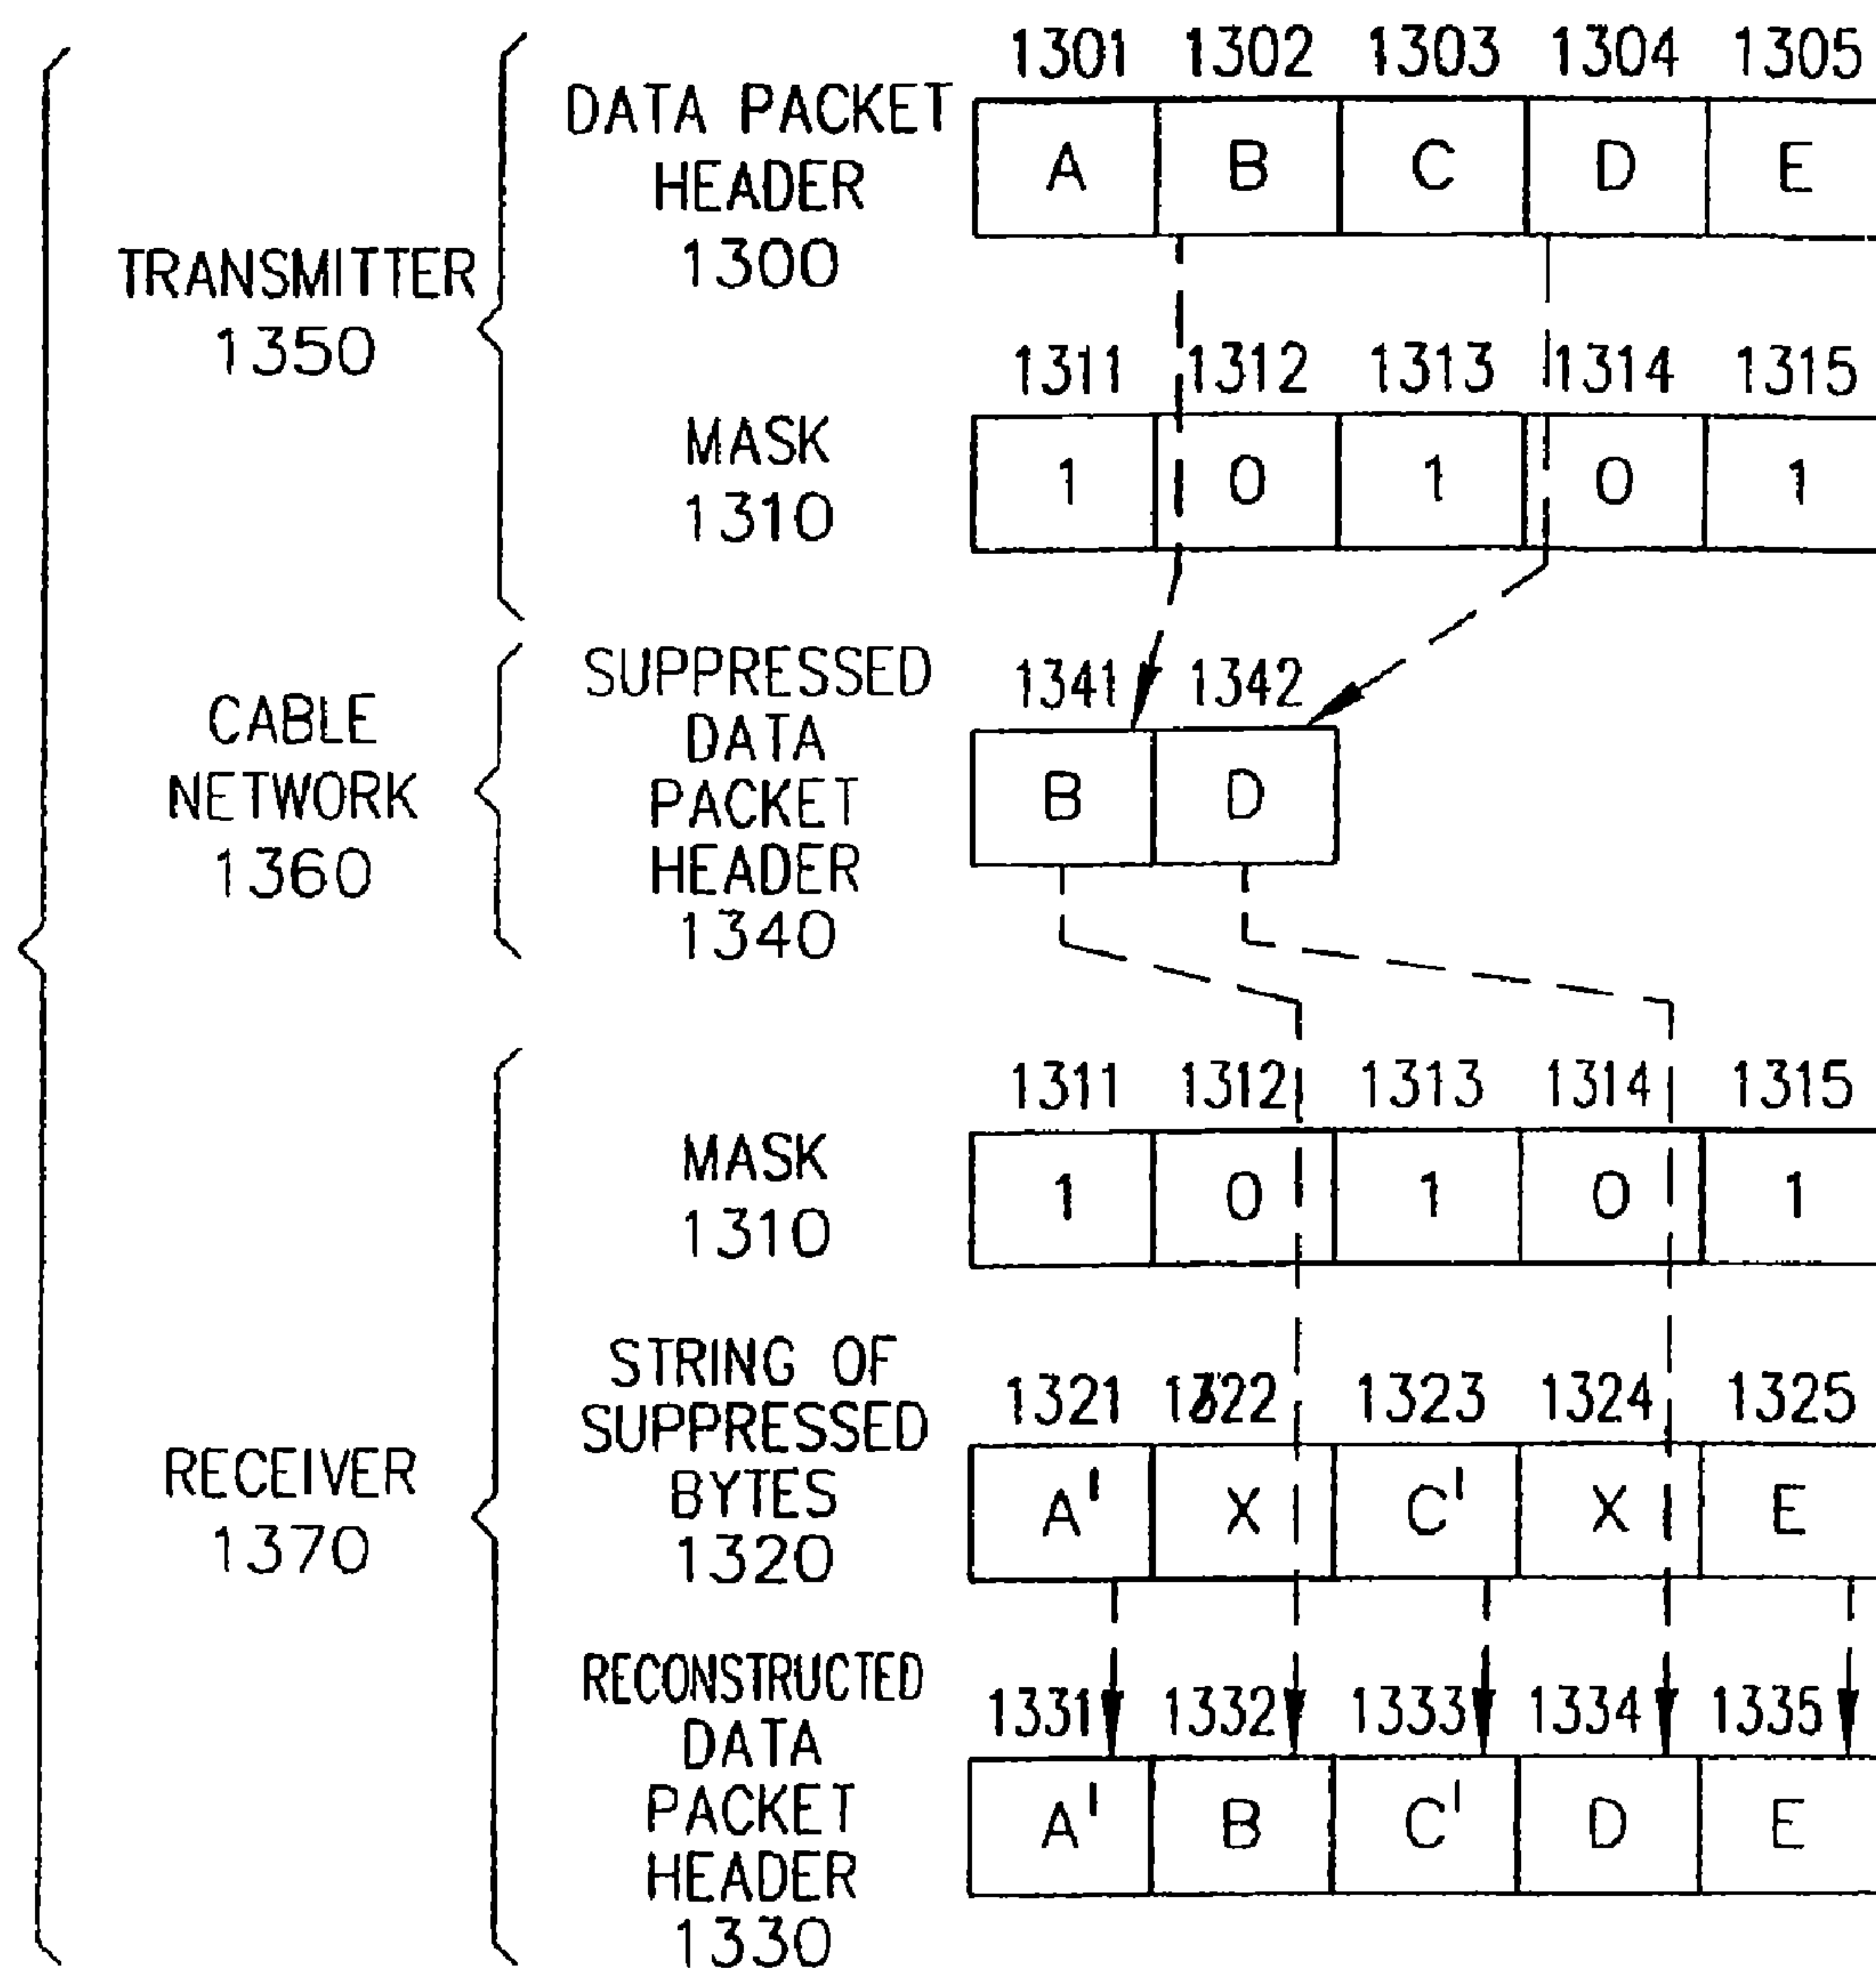 1301 1302 1303 1304 1305
DATA PACKET
HEADER
1300
A B C D E
TRANSMITTER
1350
1311 1312 1313 1314 1315
MASK
1310
1 0 1 0 1
SUPPRESSED
DATA
PACKET
HEADER
1340
1341 1342
B D
CABLE
NETWORK
1360
1311 1312 1313 1314 1315
MASK
1310
1 0 1 0 1
STRING OF
SUPPRESSED
BYTES
1320
1321 1322 1323 1324 1325
A' X C' X E
RECEIVER
1370
RECONSTRUCTED
DATA
PACKET
HEADER
1330
1331 1332 1333 1334 1335
A' B C' D E